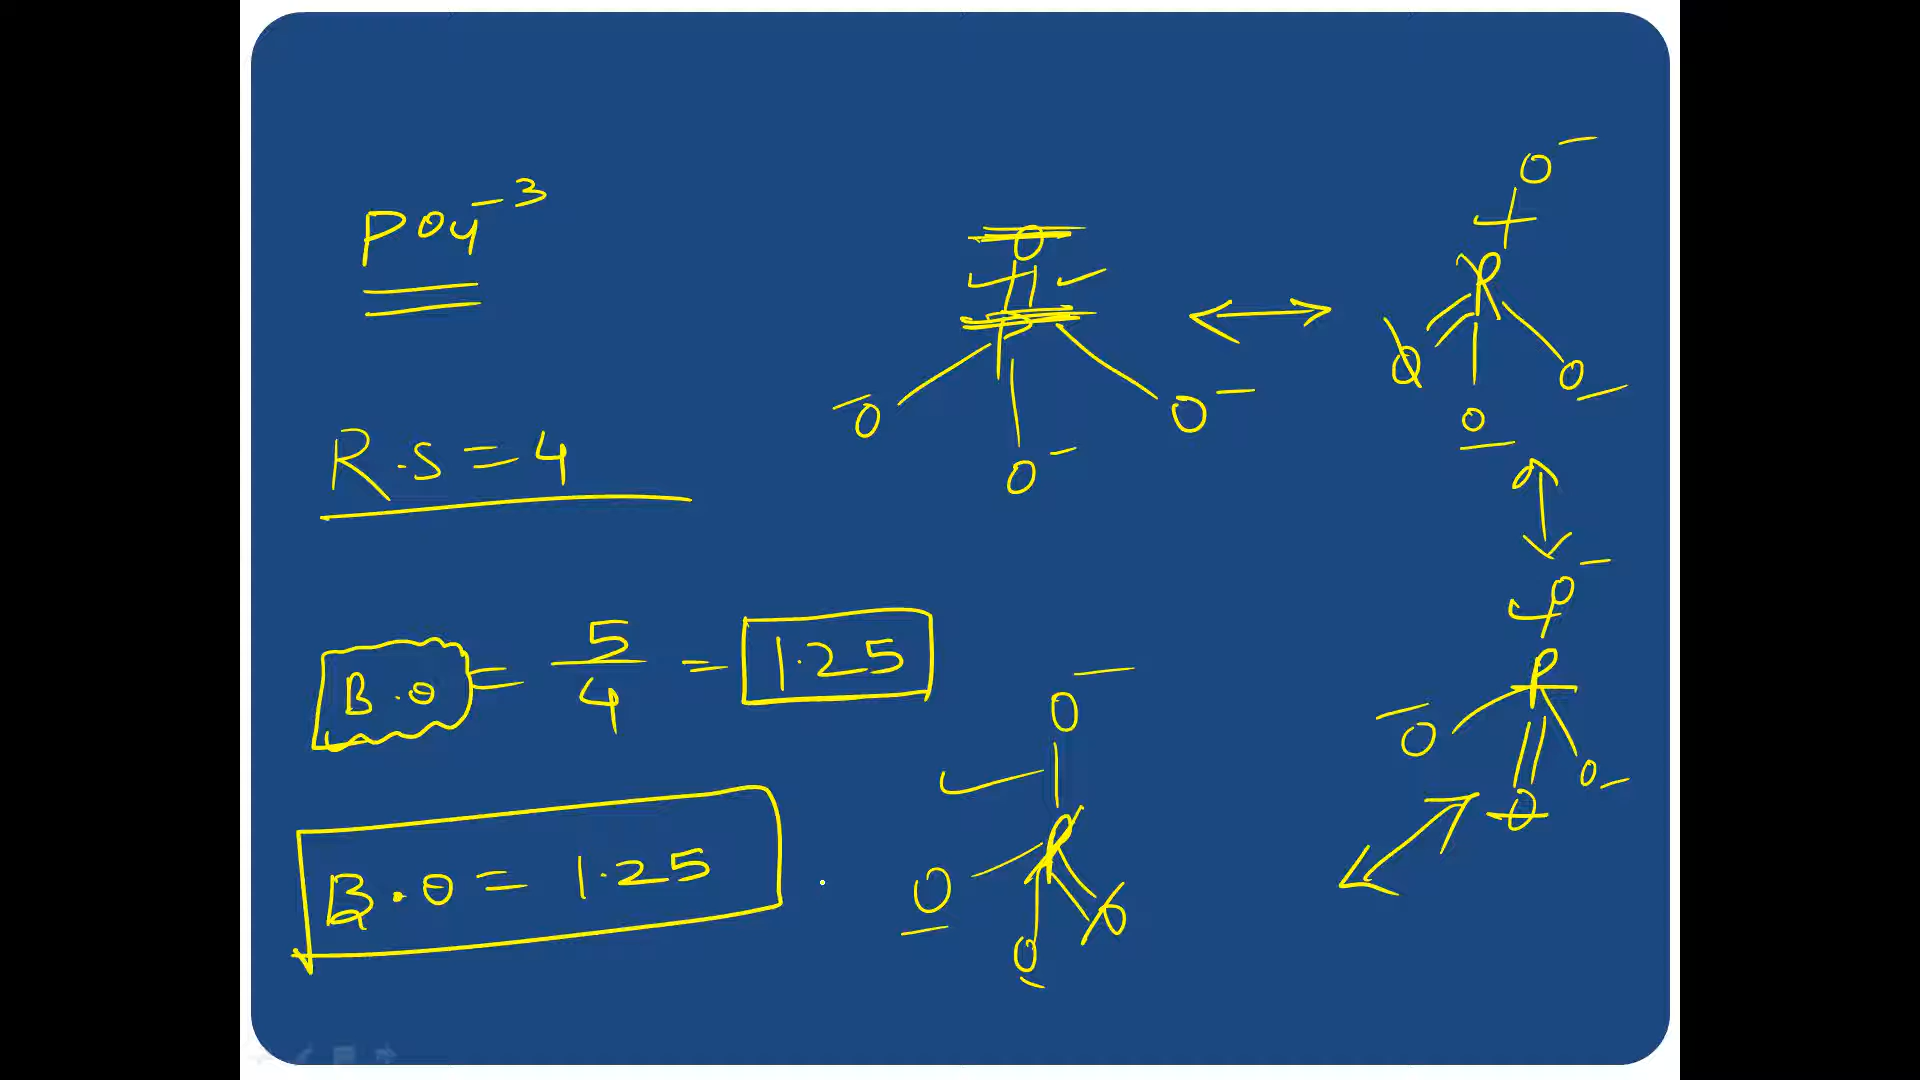 PO4⁻³
R.S = 4
B.O = 5/4 = 1.25
B.O = 1.25
O
P
⁻O O⁻ O⁻
O⁻
P
O O⁻ O⁻
O⁻
P
⁻O O O⁻
O⁻
P
O⁻ O⁻ O